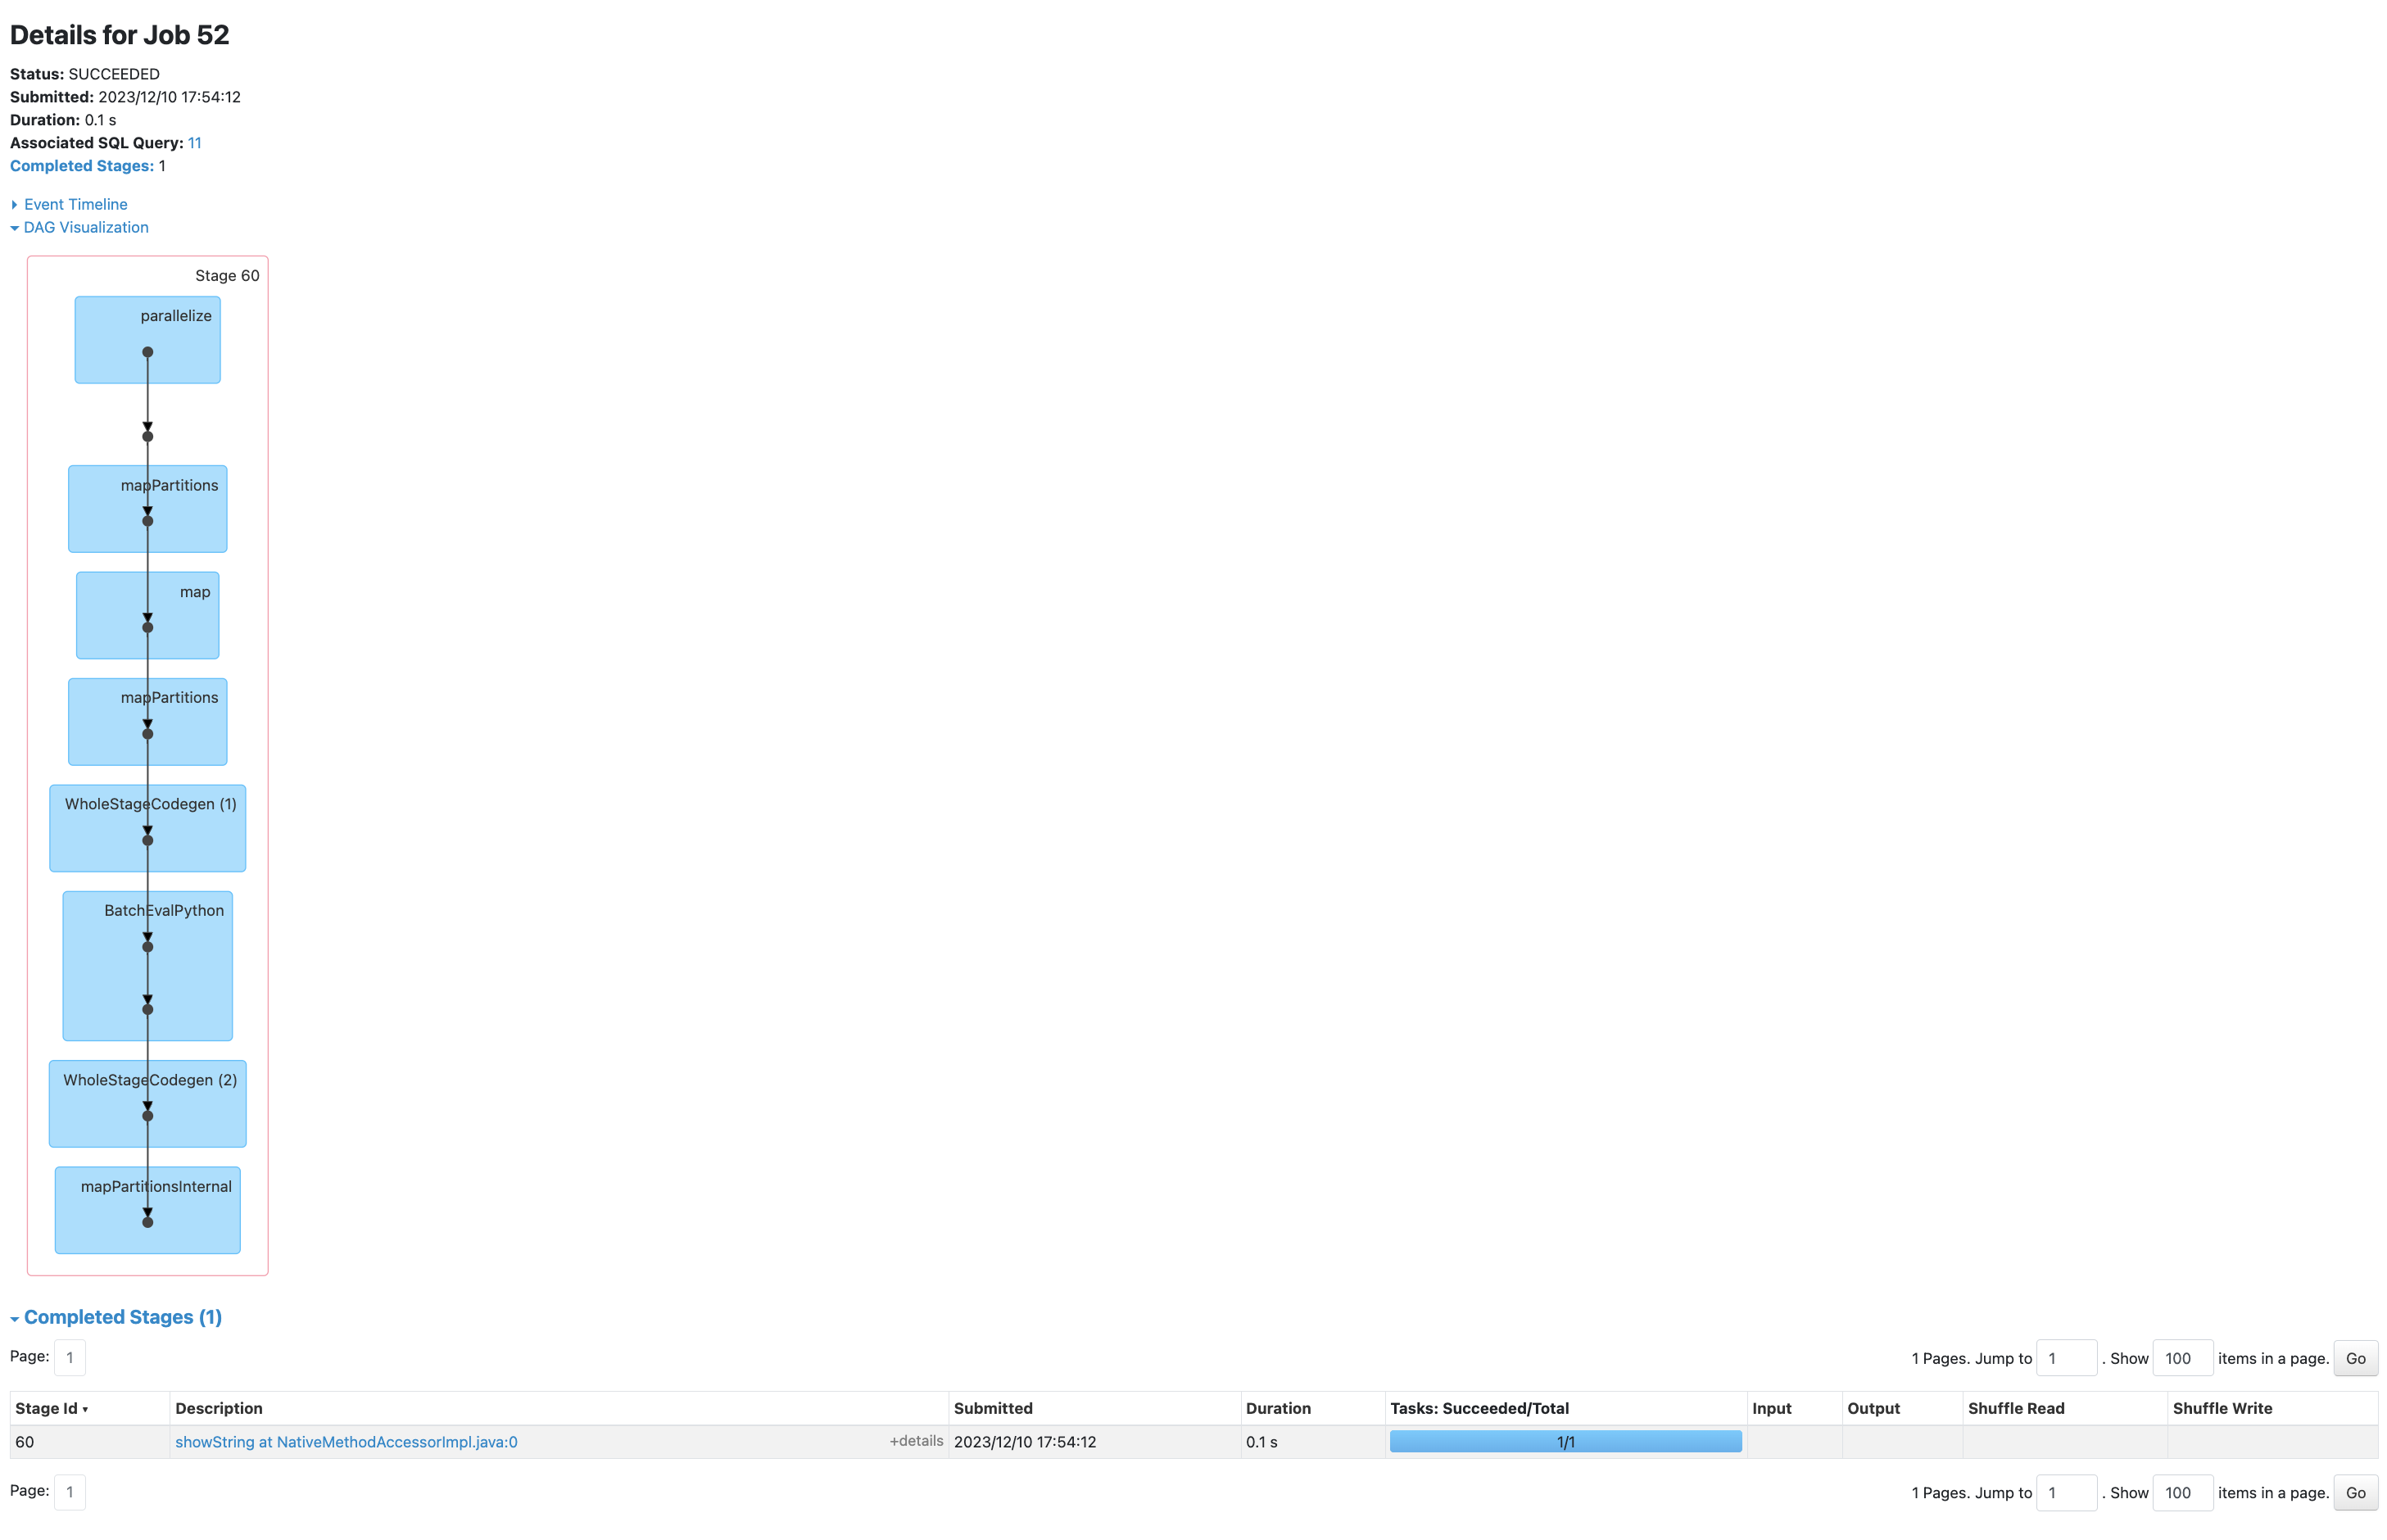 Details for Job 52
Status: SUCCEEDED
Submitted: 2023/12/10 17:54:12
Duration: 0.1 s
Associated SQL Query: 11
Completed Stages: 1
Event Timeline
DAG Visualization
Stage 60
parallelize
mapPartitions
map
mapPartitions
WholeStageCodegen (1)
BatchEvalPython
WholeStageCodegen (2)
mapPartitionsInternal
Completed Stages (1)
Page: 1 1 Pages. Jump to 1 . Show 100 items in a page. Go
Stage Id ▾ Description Submitted Duration Tasks: Succeeded/Total Input Output Shuffle Read Shuffle Write
60 showString at NativeMethodAccessorImpl.java:0 +details 2023/12/10 17:54:12 0.1 s 1/1
Page: 1 1 Pages. Jump to 1 . Show 100 items in a page. Go